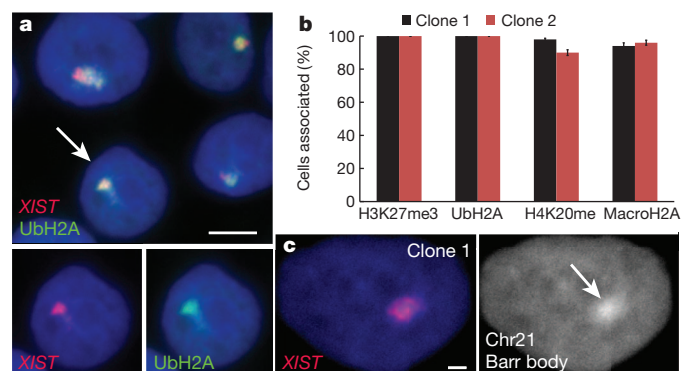 a
XIST
UbH2A
XIST
UbH2A
b
Clone 1 Clone 2
Cells associated (%)
100
80
60
40
20
0
H3K27me3 UbH2A H4K20me MacroH2A
c
Clone 1
XIST
Chr21
Barr body